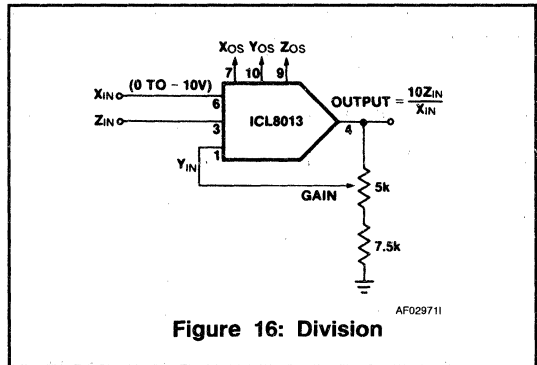 XOS YOS ZOS
7 10 9
XIN (0 TO - 10V) 6
ZIN 3
YIN 1
ICL8013
4
OUTPUT = 10ZIN / XIN
GAIN
5k
7.5k
AF02971I
Figure 16: Division